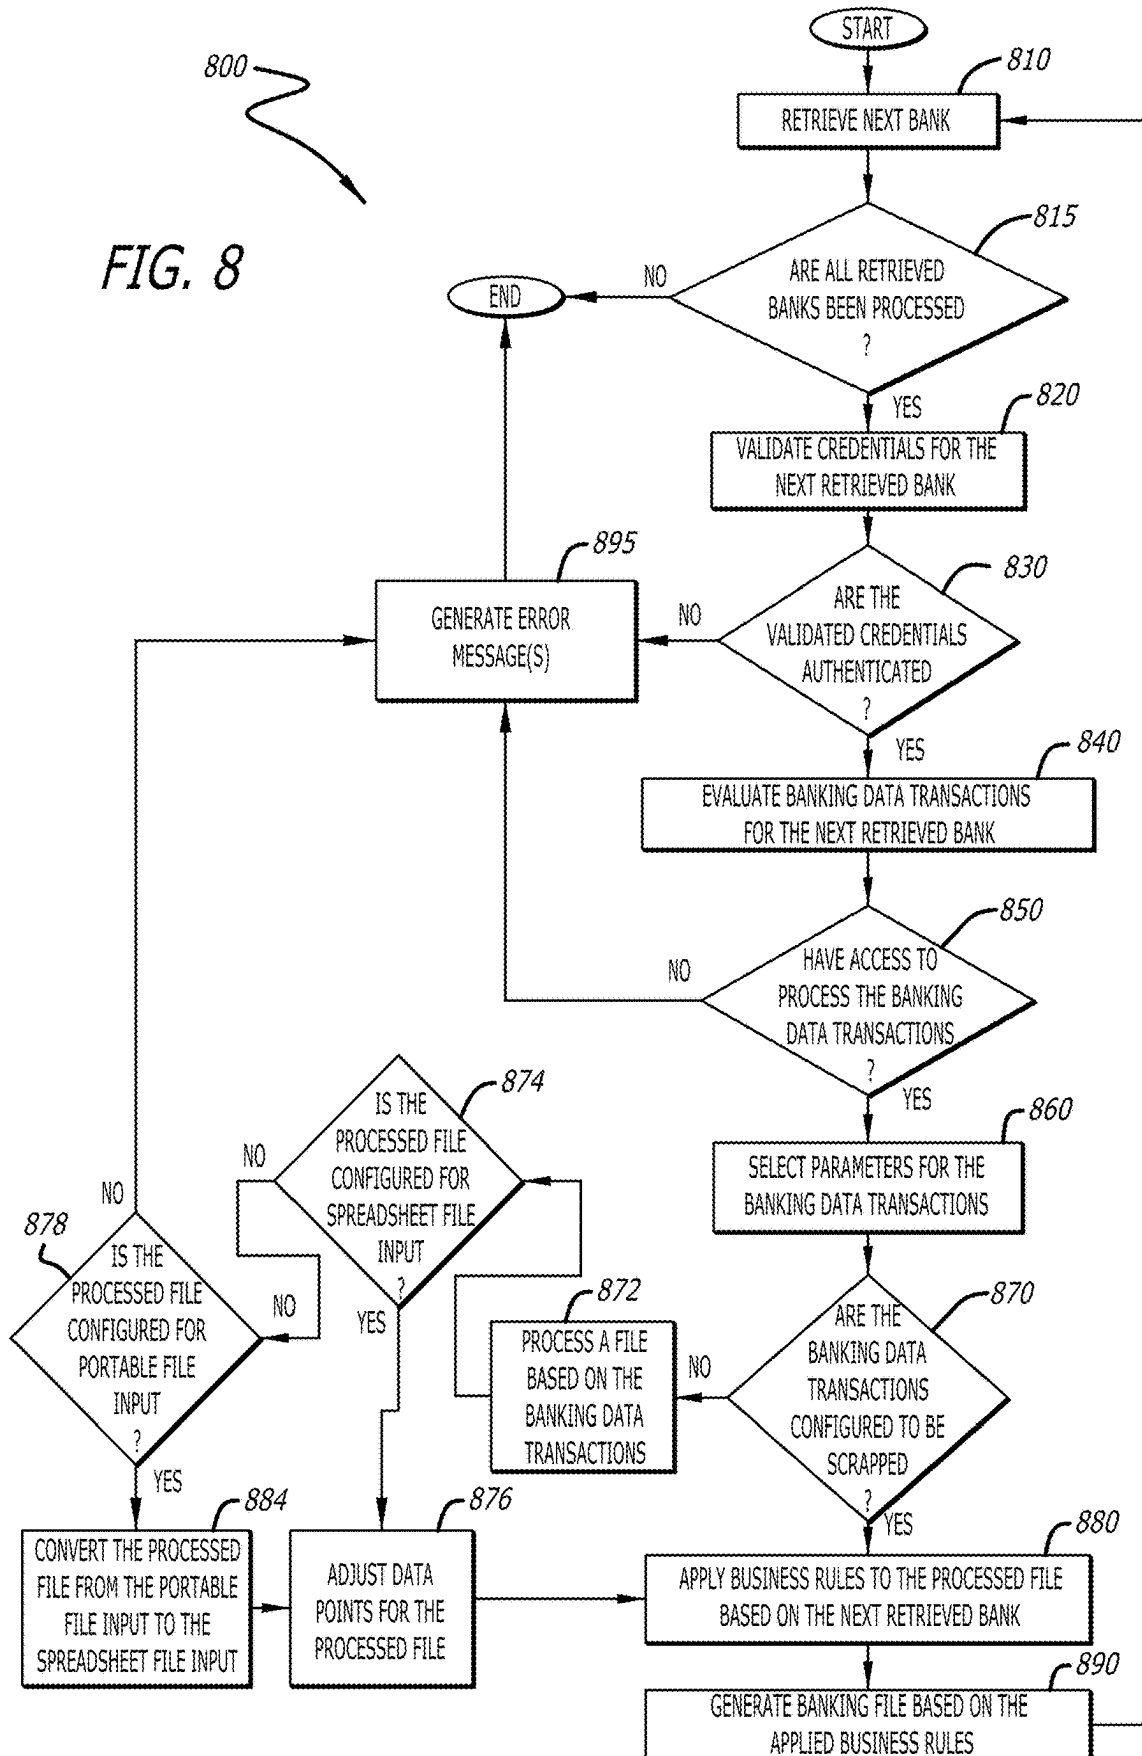 START
800
810
RETRIEVE NEXT BANK
815
FIG. 8
ARE ALL RETRIEVED
BANKS BEEN PROCESSED
?
NO
END
YES
820
VALIDATE CREDENTIALS FOR THE
NEXT RETRIEVED BANK
895
GENERATE ERROR
MESSAGE(S)
830
NO
ARE THE
VALIDATED CREDENTIALS
AUTHENTICATED
?
YES
840
EVALUATE BANKING DATA TRANSACTIONS
FOR THE NEXT RETRIEVED BANK
850
NO
HAVE ACCESS TO
PROCESS THE BANKING
DATA TRANSACTIONS
?
YES
860
SELECT PARAMETERS FOR THE
BANKING DATA TRANSACTIONS
870
ARE THE
BANKING DATA
TRANSACTIONS
CONFIGURED TO BE
SCRAPPED
?
NO
YES
872
PROCESS A FILE
BASED ON THE
BANKING DATA
TRANSACTIONS
874
IS THE
PROCESSED FILE
CONFIGURED FOR
SPREADSHEET FILE
INPUT
?
NO
YES
NO
878
NO
IS THE
PROCESSED FILE
CONFIGURED FOR
PORTABLE FILE
INPUT
?
YES
884
CONVERT THE PROCESSED
FILE FROM THE PORTABLE
FILE INPUT TO THE
SPREADSHEET FILE INPUT
876
ADJUST DATA
POINTS FOR THE
PROCESSED FILE
880
APPLY BUSINESS RULES TO THE PROCESSED FILE
BASED ON THE NEXT RETRIEVED BANK
890
GENERATE BANKING FILE BASED ON THE
APPLIED BUSINESS RULES